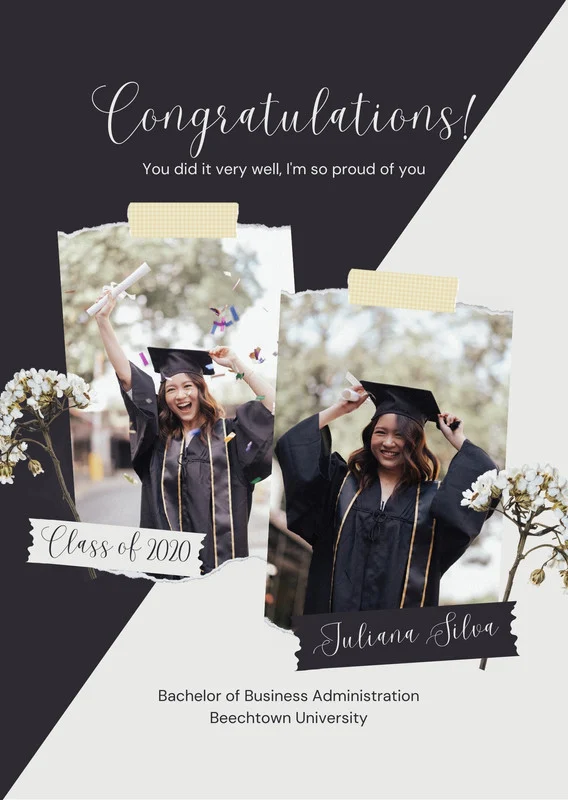 Congratulations!
You did it very well, I'm so proud of you
Class of 2020
Juliana Silva
Bachelor of Business Administration
Beechtown University